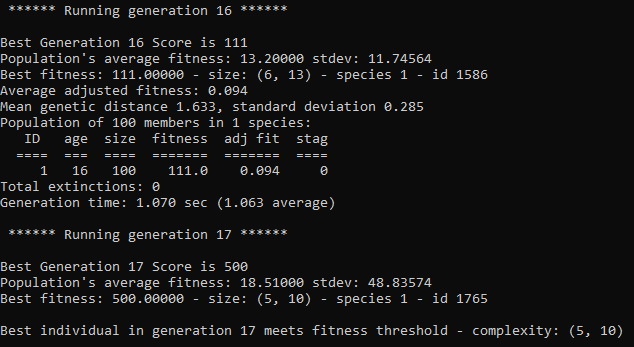 ****** Running generation 16 ******
Best Generation 16 Score is 111
Population's average fitness: 13.20000 stdev: 11.74564
Best fitness: 111.00000 - size: (6, 13) - species 1 - id 1586
Average adjusted fitness: 0.094
Mean genetic distance 1.633, standard deviation 0.285
Population of 100 members in 1 species:
ID age size fitness adj fit stag
==== === ==== ======= ======= ====
1 16 100 111.0 0.094 0
Total extinctions: 0
Generation time: 1.070 sec (1.063 average)
****** Running generation 17 ******
Best Generation 17 Score is 500
Population's average fitness: 18.51000 stdev: 48.83574
Best fitness: 500.00000 - size: (5, 10) - species 1 - id 1765
Best individual in generation 17 meets fitness threshold - complexity: (5, 10)